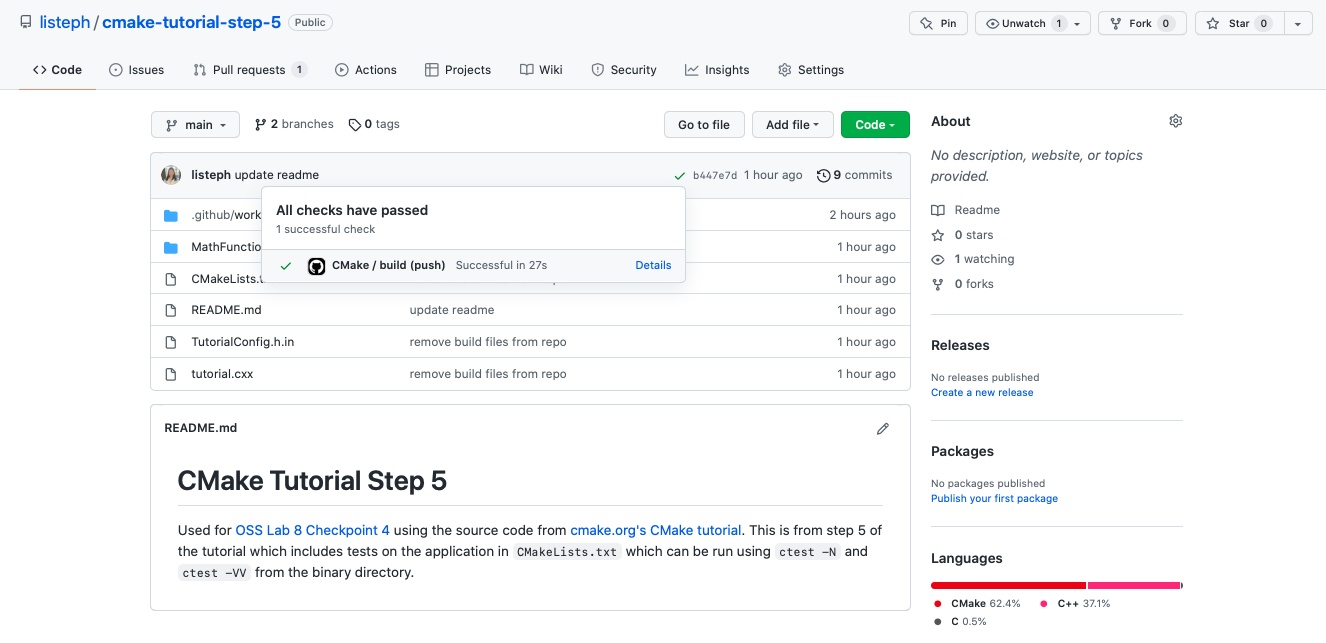 listeph / cmake-tutorial-step-5 Public Pin Unwatch 1 Fork 0 Star 0
Code Issues Pull requests 1 Actions Projects Wiki Security Insights Settings
main 2 branches 0 tags Go to file Add file Code
listeph update readme b447e7d 1 hour ago 9 commits
All checks have passed
1 successful check
CMake / build (push) Successful in 27s Details
.github/work 2 hours ago
MathFunctio 1 hour ago
CMakeLists.t 1 hour ago
README.md update readme 1 hour ago
TutorialConfig.h.in remove build files from repo 1 hour ago
tutorial.cxx remove build files from repo 1 hour ago
README.md
CMake Tutorial Step 5
Used for OSS Lab 8 Checkpoint 4 using the source code from cmake.org's CMake tutorial. This is from step 5 of
the tutorial which includes tests on the application in CMakeLists.txt which can be run using ctest -N and
ctest -VV from the binary directory.
About
No description, website, or topics
provided.
Readme
0 stars
1 watching
0 forks
Releases
No releases published
Create a new release
Packages
No packages published
Publish your first package
Languages
CMake 62.4% C++ 37.1%
C 0.5%